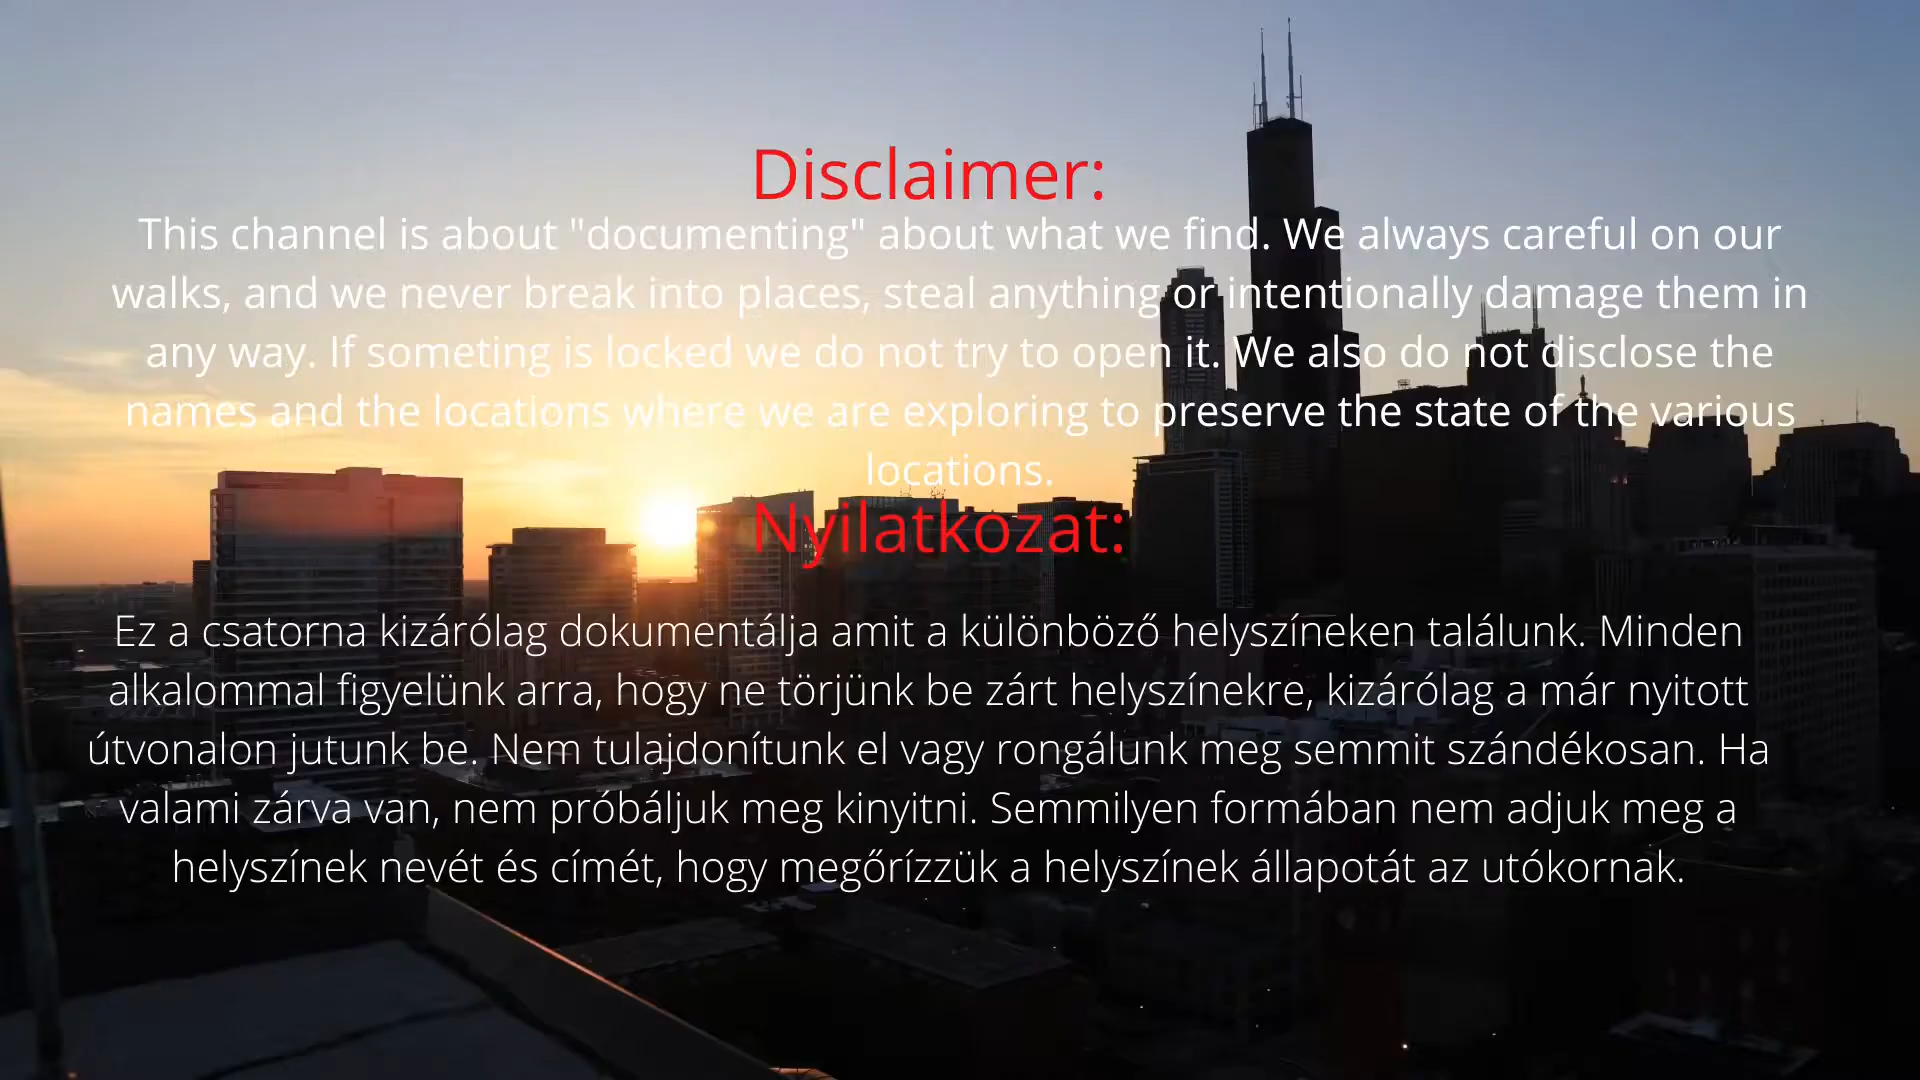 Disclaimer:
This channel is about "documenting" about what we find. We always careful on our
walks, and we never break into places, steal anything or intentionally damage them in
any way. If someting is locked we do not try to open it. We also do not disclose the
names and the locations where we are exploring to preserve the state of the various
locations.
Nyilatkozat:
Ez a csatorna kizárólag dokumentálja amit a különböző helyszíneken találunk. Minden
alkalommal figyelünk arra, hogy ne törjünk be zárt helyszínekre, kizárólag a már nyitott
útvonalon jutunk be. Nem tulajdonítunk el vagy rongálunk meg semmit szándékosan. Ha
valami zárva van, nem próbáljuk meg kinyitni. Semmilyen formában nem adjuk meg a
helyszínek nevét és címét, hogy megőrízzük a helyszínek állapotát az utókornak.